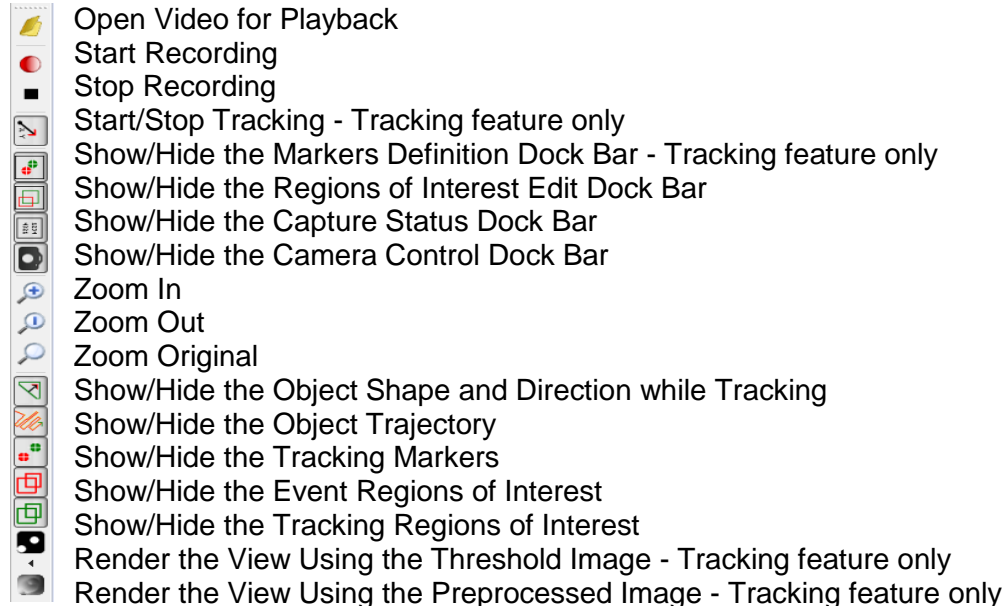 Open Video for Playback
Start Recording
Stop Recording
Start/Stop Tracking - Tracking feature only
Show/Hide the Markers Definition Dock Bar - Tracking feature only
Show/Hide the Regions of Interest Edit Dock Bar
Show/Hide the Capture Status Dock Bar
Show/Hide the Camera Control Dock Bar
Zoom In
Zoom Out
Zoom Original
Show/Hide the Object Shape and Direction while Tracking
Show/Hide the Object Trajectory
Show/Hide the Tracking Markers
Show/Hide the Event Regions of Interest
Show/Hide the Tracking Regions of Interest
Render the View Using the Threshold Image - Tracking feature only
Render the View Using the Preprocessed Image - Tracking feature only